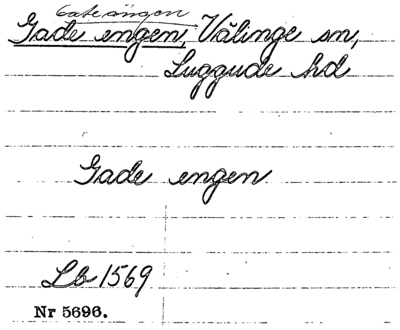 Gateängen
Gade engen, Välinge sn,
Luggude hd
Gade engen
Lb 1569
Nr 5696.